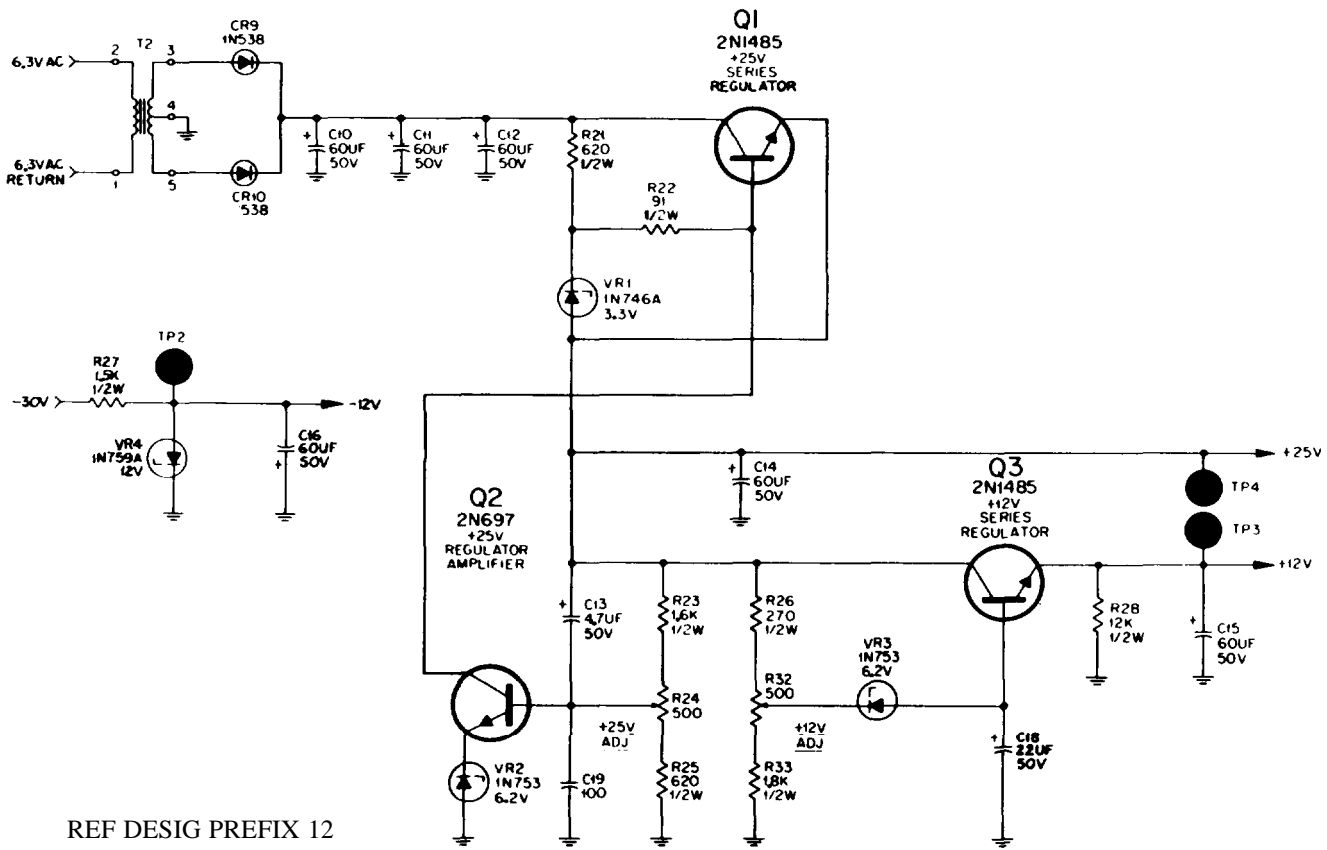 CR9
1N538
T2
2
3
6.3V AC
4
6.3VAC
RETURN
1
5
CR10
1538
+
C10
60UF
50V
+
C11
60UF
50V
+
C12
60UF
50V
R21
620
1/2W
Q1
2N1485
+25V
SERIES
REGULATOR
R22
91
1/2W
VR1
1N746A
3.3V
TP2
R27
1.5K
1/2W
-30V
-12V
VR4
1N759A
12V
C16
60UF
+
50V
+25V
+
C14
60UF
50V
TP4
TP3
Q2
2N697
+25V
REGULATOR
AMPLIFIER
Q3
2N1485
+12V
SERIES
REGULATOR
+12V
+
C13
4.7UF
50V
R23
1.6K
1/2W
R26
270
1/2W
R28
12K
1/2W
+
C15
60UF
50V
VR3
1N753
6.2V
R24
500
R32
500
+25V
ADJ
+12V
ADJ
+
C18
22UF
50V
VR2
1N753
6.2V
C19
100
R25
620
1/2W
R33
1.8K
1/2W
REF DESIG PREFIX 12